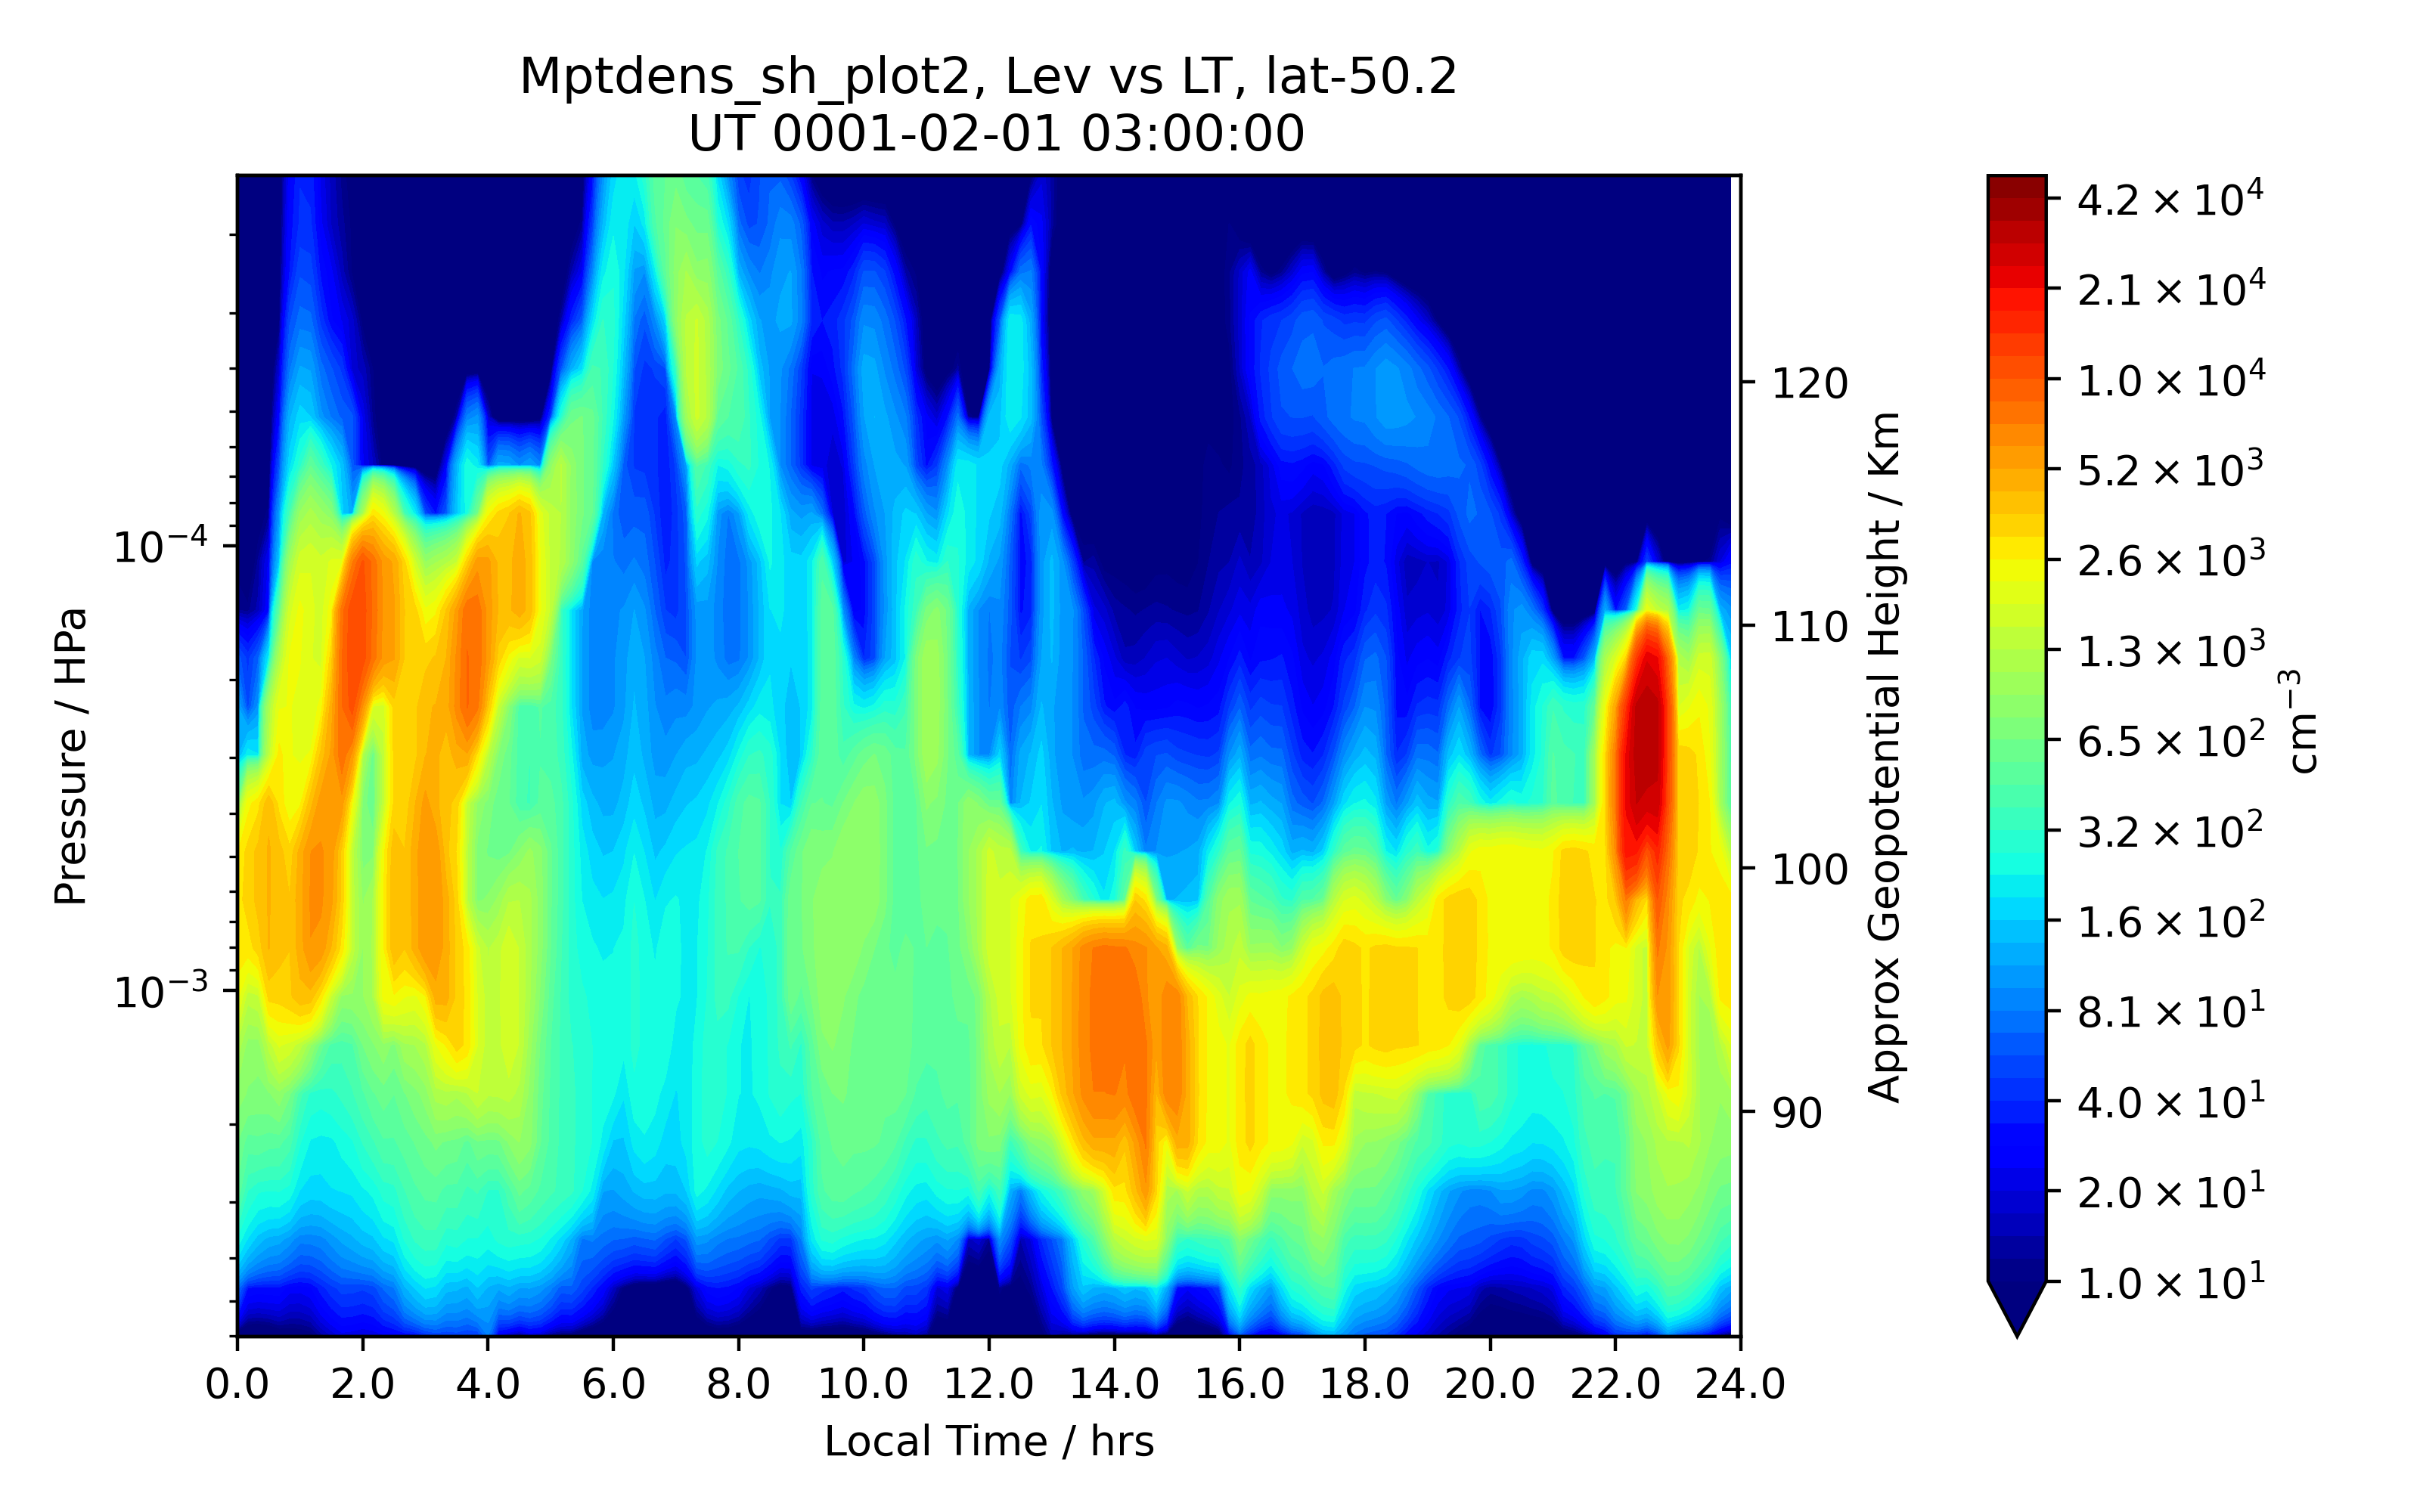 Mptdens_sh_plot2, Lev vs LT, lat-50.2
UT 0001-02-01 03:00:00
Pressure / HPa
10⁻⁴
10⁻³
0.0 2.0 4.0 6.0 8.0 10.0 12.0 14.0 16.0 18.0 20.0 22.0 24.0
Local Time / hrs
120
110
100
90
Approx Geopotential Height / Km
4.2 × 10⁴
2.1 × 10⁴
1.0 × 10⁴
5.2 × 10³
2.6 × 10³
1.3 × 10³
6.5 × 10²
3.2 × 10²
1.6 × 10²
8.1 × 10¹
4.0 × 10¹
2.0 × 10¹
1.0 × 10¹
cm⁻³